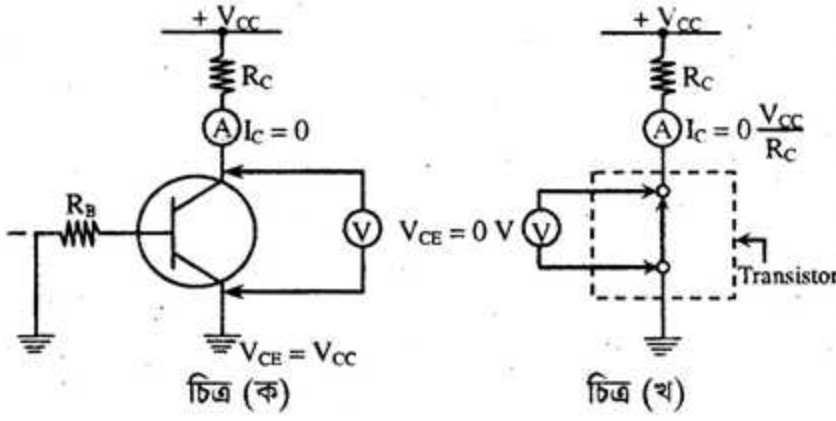 + VCC
RC
A IC = 0
RB
V
VCE = VCC
চিত্র (ক)
+ VCC
RC
A IC = 0 VCC/RC
VCE = 0 V V
Transistor
চিত্র (খ)